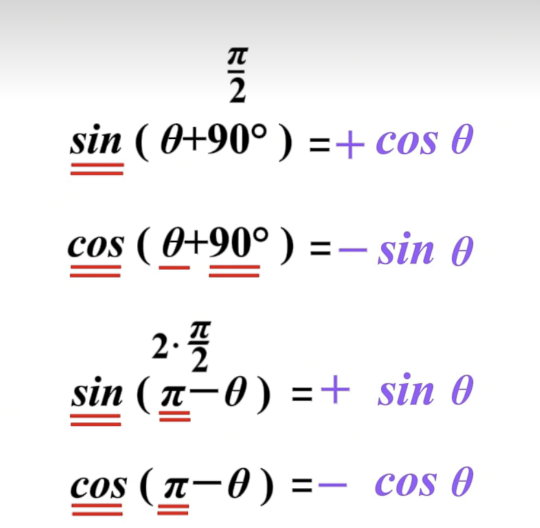 π/2
sin ( θ+90° ) =+ cos θ
cos ( θ+90° ) =− sin θ
2·π/2
sin ( π−θ ) =+ sin θ
cos ( π−θ ) =− cos θ